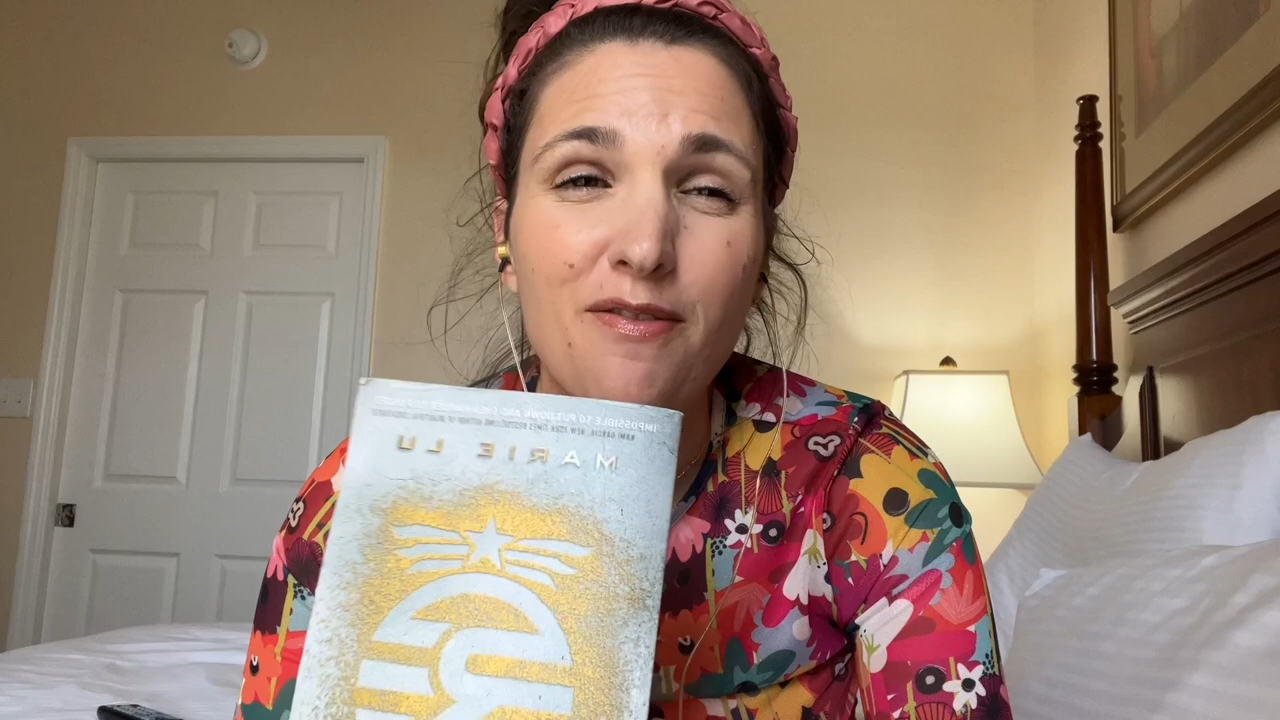 IMPOSSIBLE TO PUT DOWN AND
KAMI GARCIA, NEW YORK TIMES BESTSELLING AUTHOR OF BEAUTIFUL CREATURES
MARIE LU